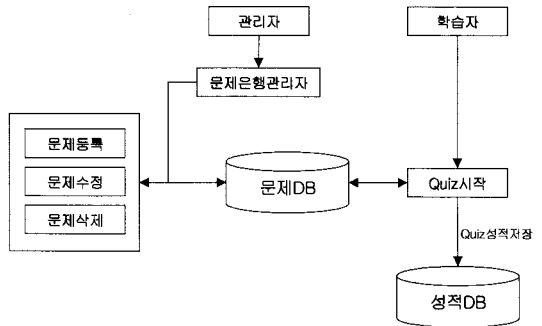 관리자
학습자
문제은행관리자
문제등록
문제수정
문제삭제
문제DB
Quiz시작
Quiz성적저장
성적DB